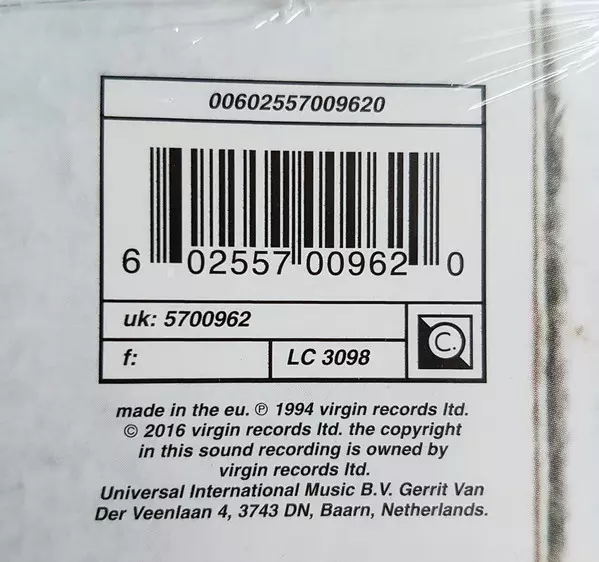 00602557009620
6 02557 00962 0
uk: 5700962
C.
f:
LC 3098
made in the eu. ℗ 1994 virgin records ltd.
© 2016 virgin records ltd. the copyright
in this sound recording is owned by
virgin records ltd.
Universal International Music B.V. Gerrit Van
Der Veenlaan 4, 3743 DN, Baarn, Netherlands.